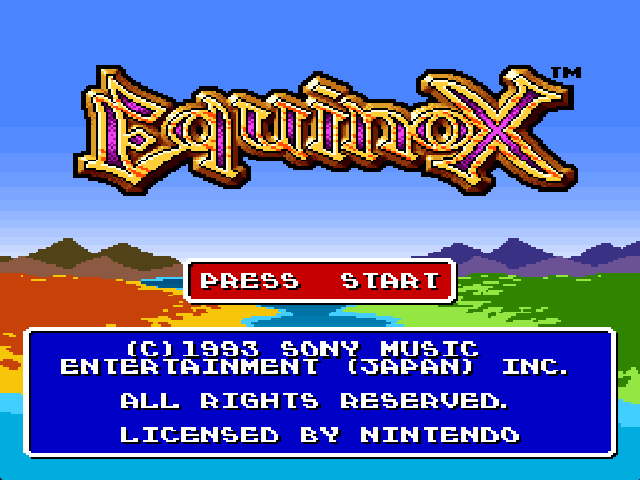 Equinox™
PRESS START
(C)1993 SONY MUSIC
ENTERTAINMENT (JAPAN) INC.
ALL RIGHTS RESERVED.
LICENSED BY NINTENDO